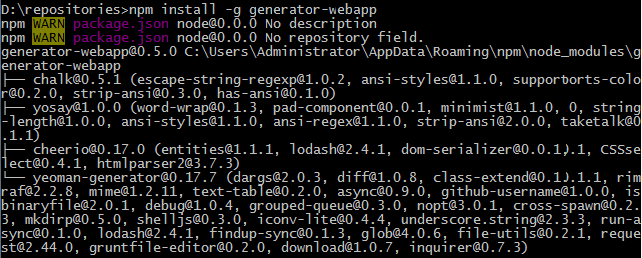 D:\repositories>npm install -g generator-webapp
npm WARN package.json node@0.0.0 No description
npm WARN package.json node@0.0.0 No repository field.
generator-webapp@0.5.0 C:\Users\Administrator\AppData\Roaming\npm\node_modules\g
enerator-webapp
├── chalk@0.5.1 (escape-string-regexp@1.0.2, ansi-styles@1.1.0, supportorts-colo
r@0.2.0, strip-ansi@0.3.0, has-ansi@0.1.0)
├── yosay@1.0.0 (word-wrap@0.1.3, pad-component@0.0.1, minimist@1.1.0, 0, string
-length@1.0.0, ansi-styles@1.1.0, ansi-regex@1.1.0, strip-ansi@2.0.0, taketalk@0
.1.1)
├── cheerio@0.17.0 (entities@1.1.1, lodash@2.4.1, dom-serializer@0.0.1.), CSSse
lect@0.4.1, htmlparser2@3.7.3)
└── yeoman-generator@0.17.7 (dargs@2.0.3, diff@1.0.8, class-extend@0.1.1.1, rim
raf@2.2.8, mime@1.2.11, text-table@0.2.0, async@0.9.0, github-username@1.0.0, is
binaryfile@2.0.1, debug@1.0.4, grouped-queue@0.3.0, nopt@3.0.1, cross-spawn@0.2.
3, mkdirp@0.5.0, shelljs@0.3.0, iconv-lite@0.4.4, underscore.string@2.3.3, run-a
sync@0.1.0, lodash@2.4.1, findup-sync@0.1.3, glob@4.0.6, file-utils@0.2.1, reque
st@2.44.0, gruntfile-editor@0.2.0, download@1.0.7, inquirer@0.7.3)